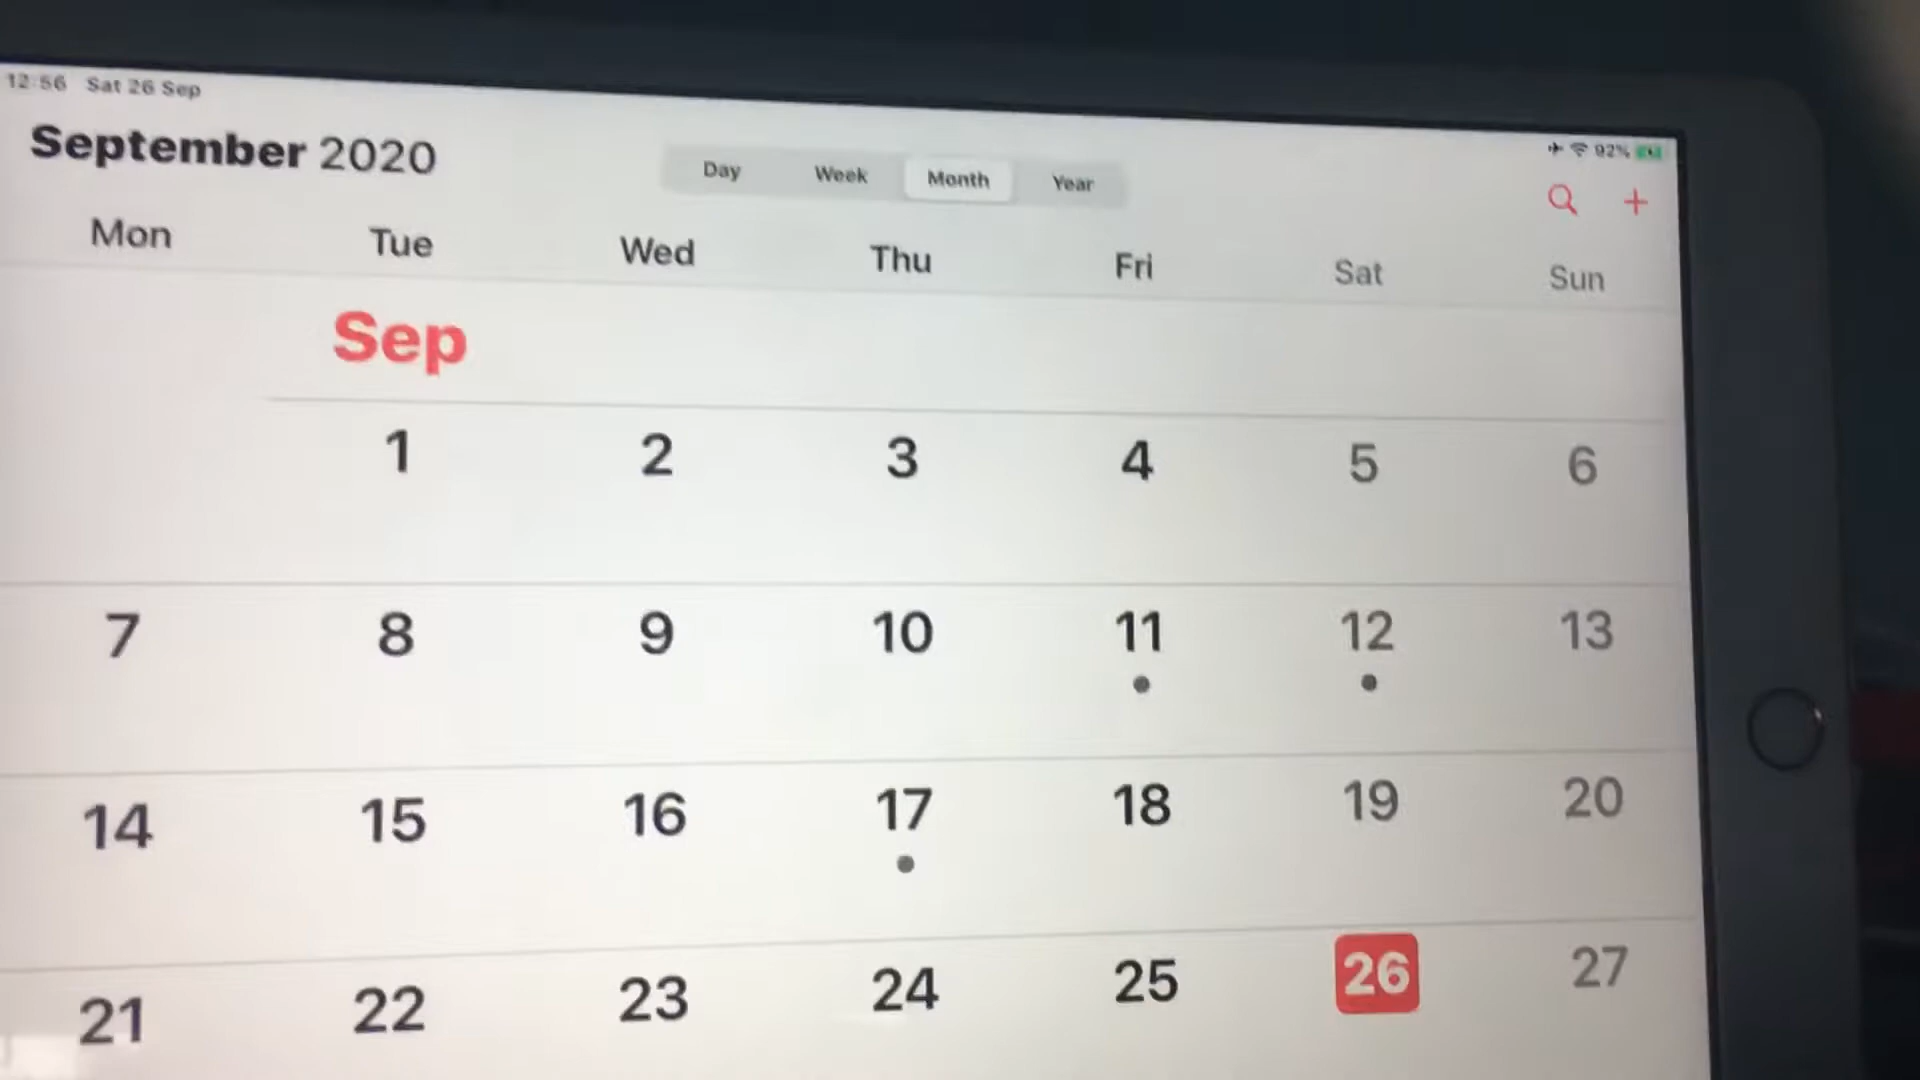 12:56 Sat 26 Sep
92%
September 2020
Day Week Month Year
Mon Tue Wed Thu Fri Sat Sun
Sep
1 2 3 4 5 6
7 8 9 10 11 12 13
14 15 16 17 18 19 20
21 22 23 24 25 26 27